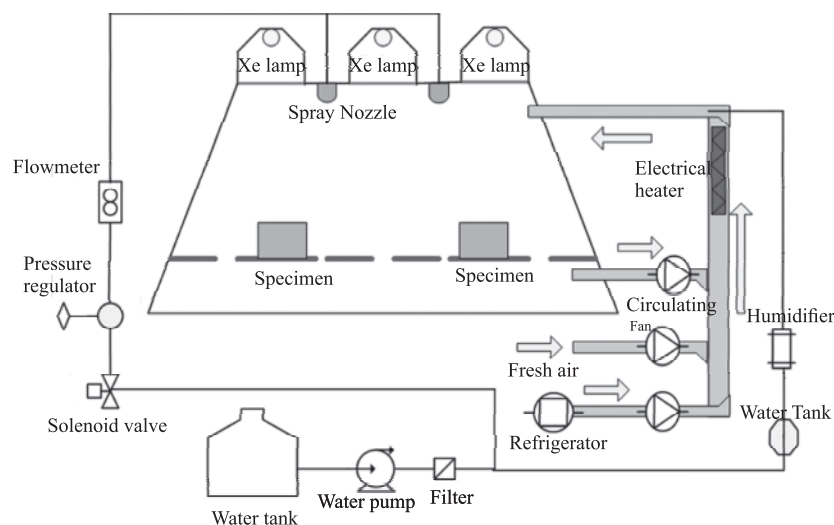 Xe lamp
Xe lamp
Xe lamp
Spray Nozzle
Flowmeter
Electrical
heater
Pressure
regulator
Specimen
Specimen
Circulating
Fan
Humidifier
Fresh air
Solenoid valve
Refrigerator
Water Tank
Water pump
Filter
Water tank